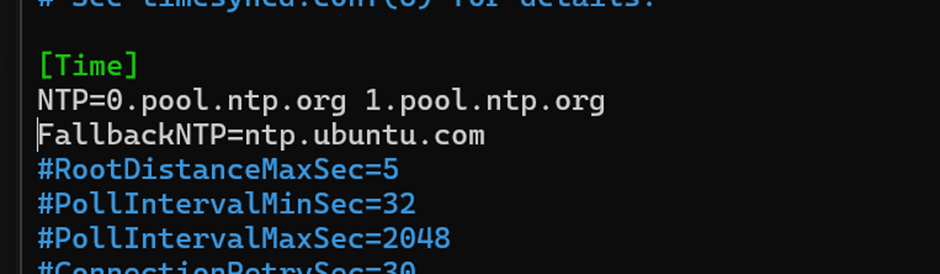 # See timesyncd.conf(5) for details.
[Time]
NTP=0.pool.ntp.org 1.pool.ntp.org
FallbackNTP=ntp.ubuntu.com
#RootDistanceMaxSec=5
#PollIntervalMinSec=32
#PollIntervalMaxSec=2048
#ConnectionRetrySec=30